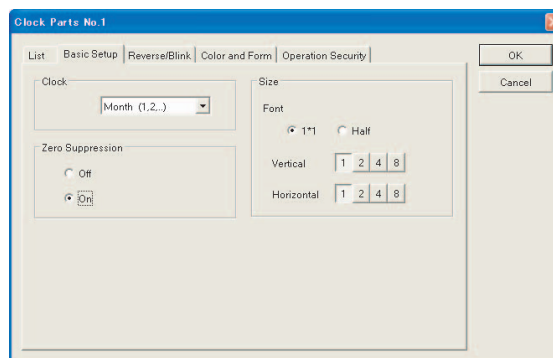 Clock Parts No.1
List Basic Setup Reverse/Blink Color and Form Operation Security
OK
Cancel
Clock
Month (1,2,..)
Zero Suppression
Off
On
Size
Font
1*1 Half
Vertical 1 2 4 8
Horizontal 1 2 4 8